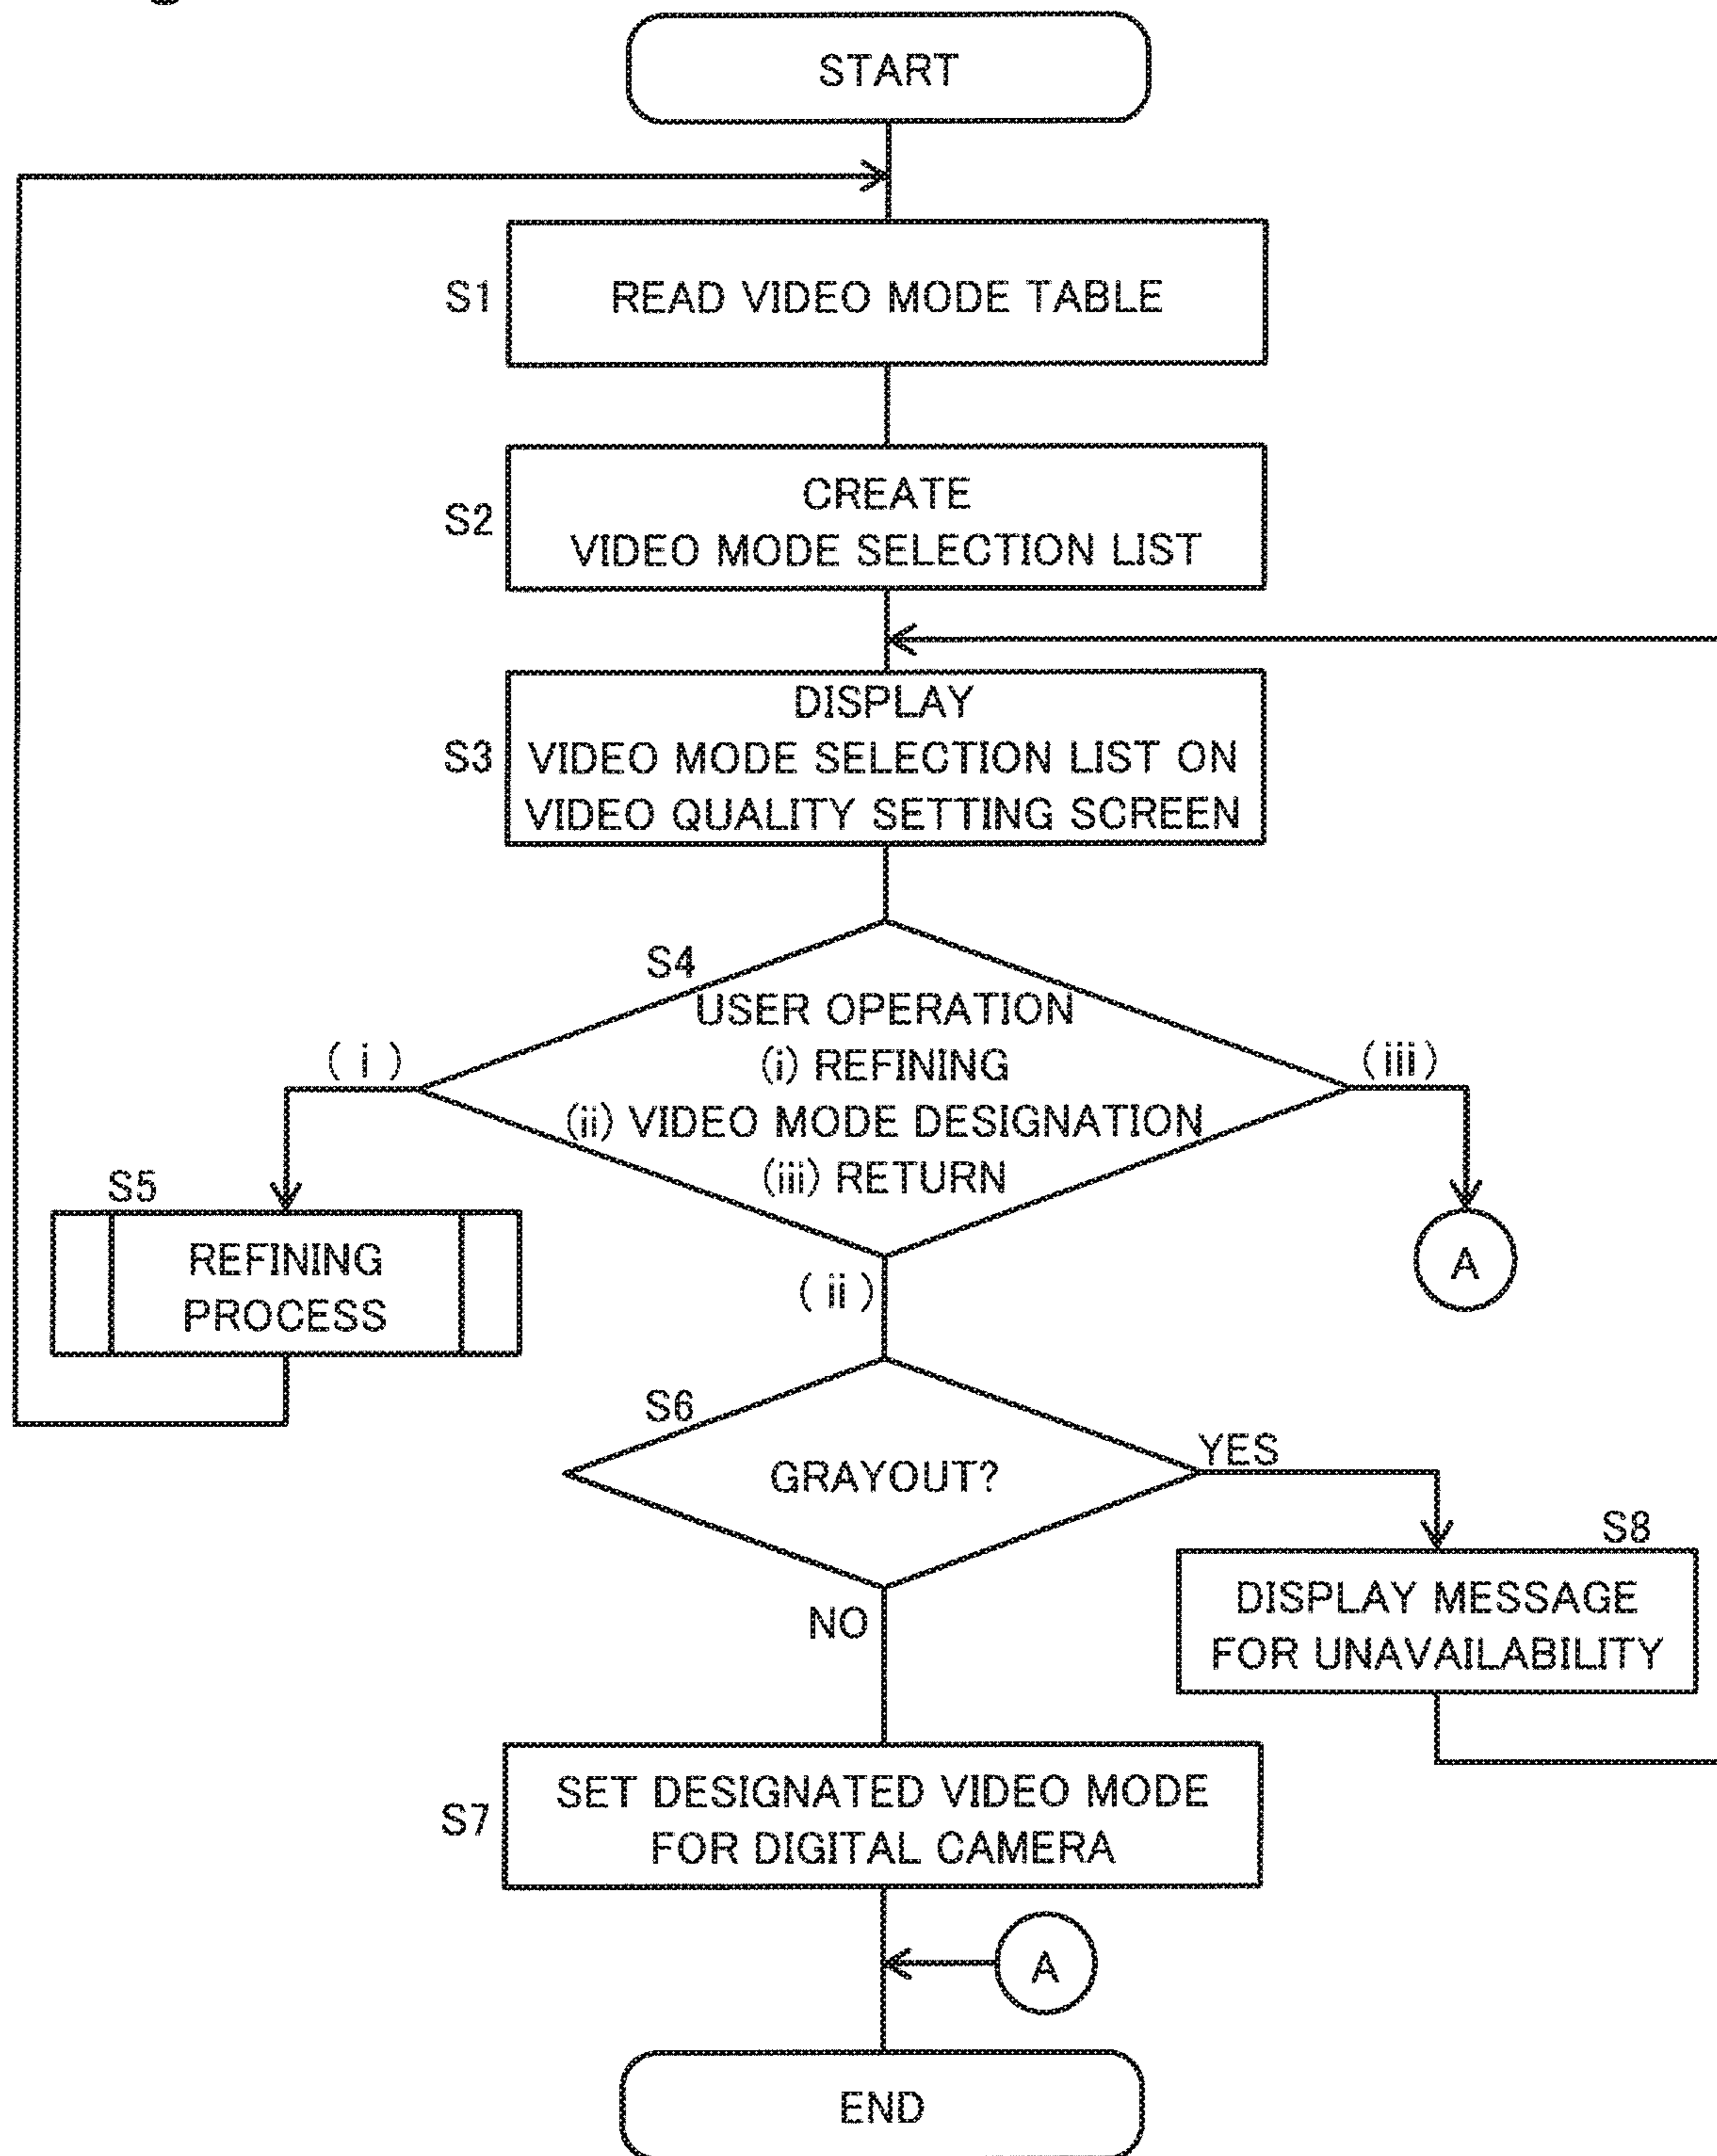 START
S1
READ VIDEO MODE TABLE
S2
CREATE
VIDEO MODE SELECTION LIST
S3
DISPLAY
VIDEO MODE SELECTION LIST ON
VIDEO QUALITY SETTING SCREEN
S4
USER OPERATION
(i) REFINING
(ii) VIDEO MODE DESIGNATION
(iii) RETURN
( i )
(iii)
S5
REFINING
PROCESS
A
( ii )
S6
GRAYOUT?
YES
NO
S8
DISPLAY MESSAGE
FOR UNAVAILABILITY
S7
SET DESIGNATED VIDEO MODE
FOR DIGITAL CAMERA
A
END